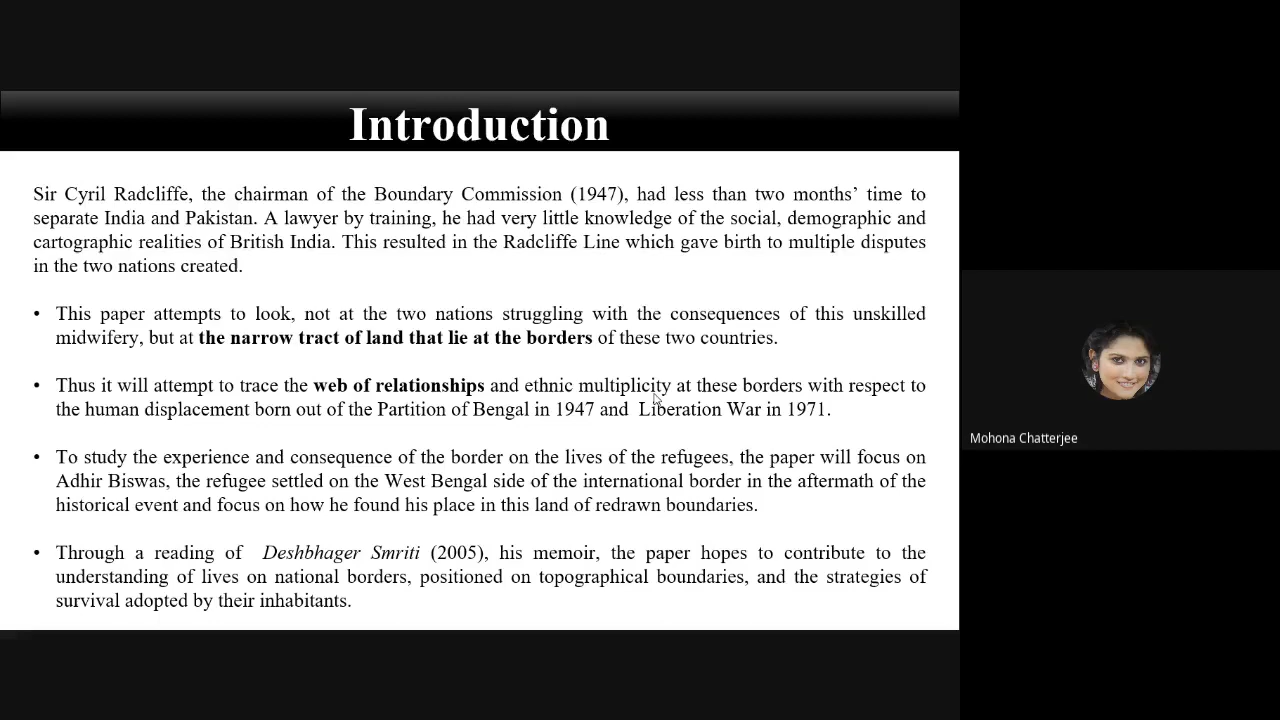 Introduction
Sir Cyril Radcliffe, the chairman of the Boundary Commission (1947), had less than two months’ time to
separate India and Pakistan. A lawyer by training, he had very little knowledge of the social, demographic and
cartographic realities of British India. This resulted in the Radcliffe Line which gave birth to multiple disputes
in the two nations created.
• This paper attempts to look, not at the two nations struggling with the consequences of this unskilled
midwifery, but at the narrow tract of land that lie at the borders of these two countries.
• Thus it will attempt to trace the web of relationships and ethnic multiplicity at these borders with respect to
the human displacement born out of the Partition of Bengal in 1947 and Liberation War in 1971.
• To study the experience and consequence of the border on the lives of the refugees, the paper will focus on
Adhir Biswas, the refugee settled on the West Bengal side of the international border in the aftermath of the
historical event and focus on how he found his place in this land of redrawn boundaries.
• Through a reading of Deshbhager Smriti (2005), his memoir, the paper hopes to contribute to the
understanding of lives on national borders, positioned on topographical boundaries, and the strategies of
survival adopted by their inhabitants.
Mohona Chatterjee